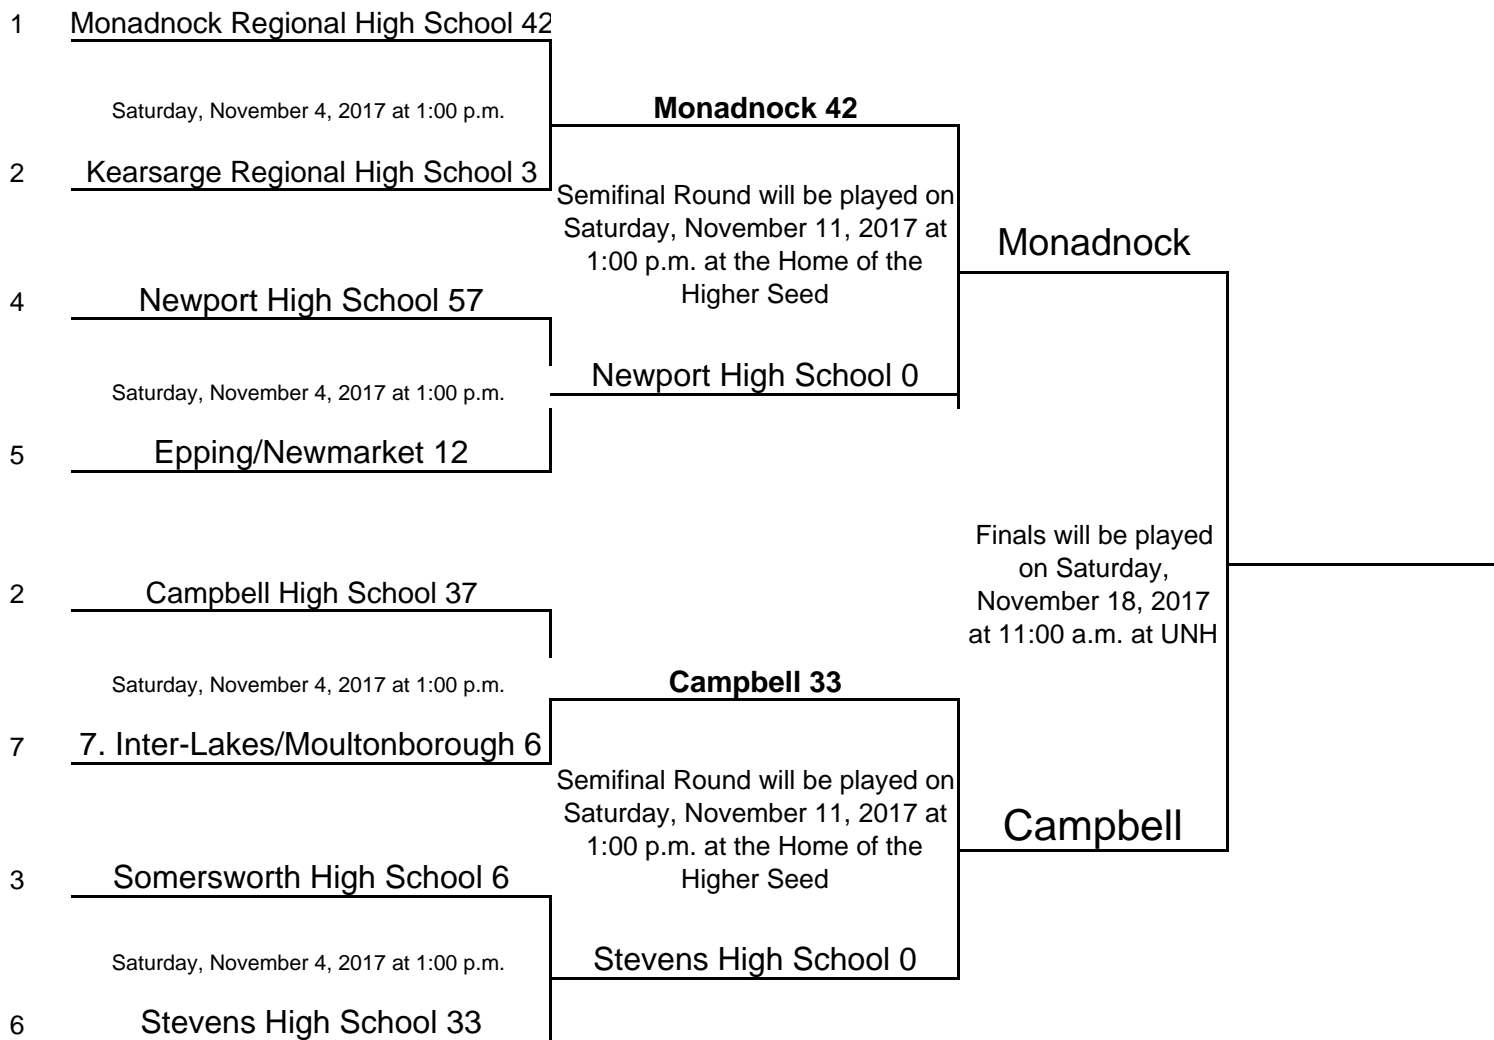 1 Monadnock Regional High School 42
Saturday, November 4, 2017 at 1:00 p.m.
Monadnock 42
2 Kearsarge Regional High School 3
Semifinal Round will be played on
Saturday, November 11, 2017 at
1:00 p.m. at the Home of the
Higher Seed
Monadnock
4 Newport High School 57
Saturday, November 4, 2017 at 1:00 p.m.
Newport High School 0
5 Epping/Newmarket 12
Finals will be played
on Saturday,
November 18, 2017
at 11:00 a.m. at UNH
2 Campbell High School 37
Saturday, November 4, 2017 at 1:00 p.m.
Campbell 33
7 7. Inter-Lakes/Moultonborough 6
Semifinal Round will be played on
Saturday, November 11, 2017 at
1:00 p.m. at the Home of the
Higher Seed
Campbell
3 Somersworth High School 6
Saturday, November 4, 2017 at 1:00 p.m.
Stevens High School 0
6 Stevens High School 33